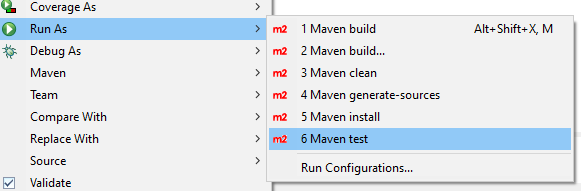 Coverage As
Run As
Debug As
Maven
Team
Compare With
Replace With
Source
Validate
m2 1 Maven build Alt+Shift+X, M
m2 2 Maven build...
m2 3 Maven clean
m2 4 Maven generate-sources
m2 5 Maven install
m2 6 Maven test
Run Configurations...